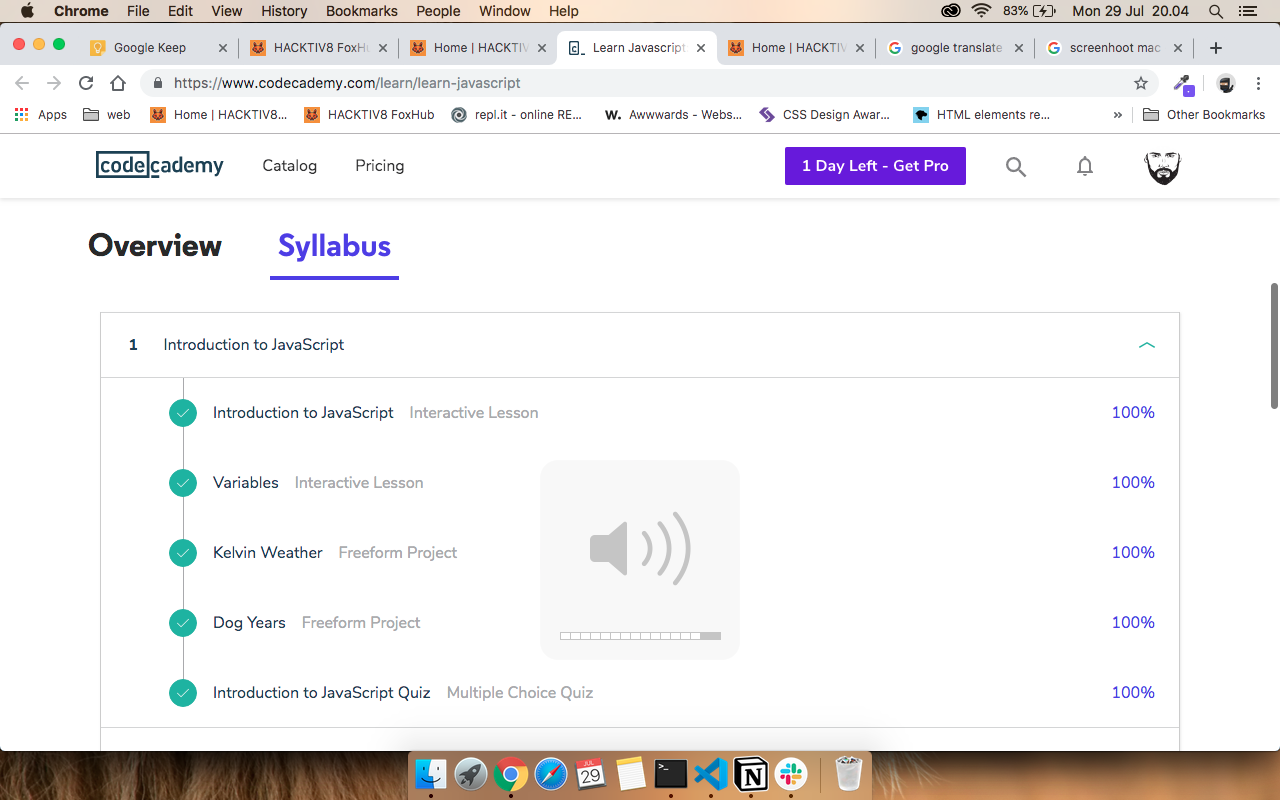 Chrome File Edit View History Bookmarks People Window Help 83% Mon 29 Jul 20.04
Google Keep HACKTIV8 FoxHu Home | HACKTIV Learn Javascript Home | HACKTIV google translate screenhoot mac
https://www.codecademy.com/learn/learn-javascript
Apps web Home | HACKTIV8... HACKTIV8 FoxHub repl.it - online RE... W. Awwwards - Webs... CSS Design Awar... HTML elements re... » Other Bookmarks
codecademy Catalog Pricing 1 Day Left - Get Pro
Overview Syllabus
1 Introduction to JavaScript
Introduction to JavaScript Interactive Lesson 100%
Variables Interactive Lesson 100%
Kelvin Weather Freeform Project 100%
Dog Years Freeform Project 100%
Introduction to JavaScript Quiz Multiple Choice Quiz 100%
JUL
29
N